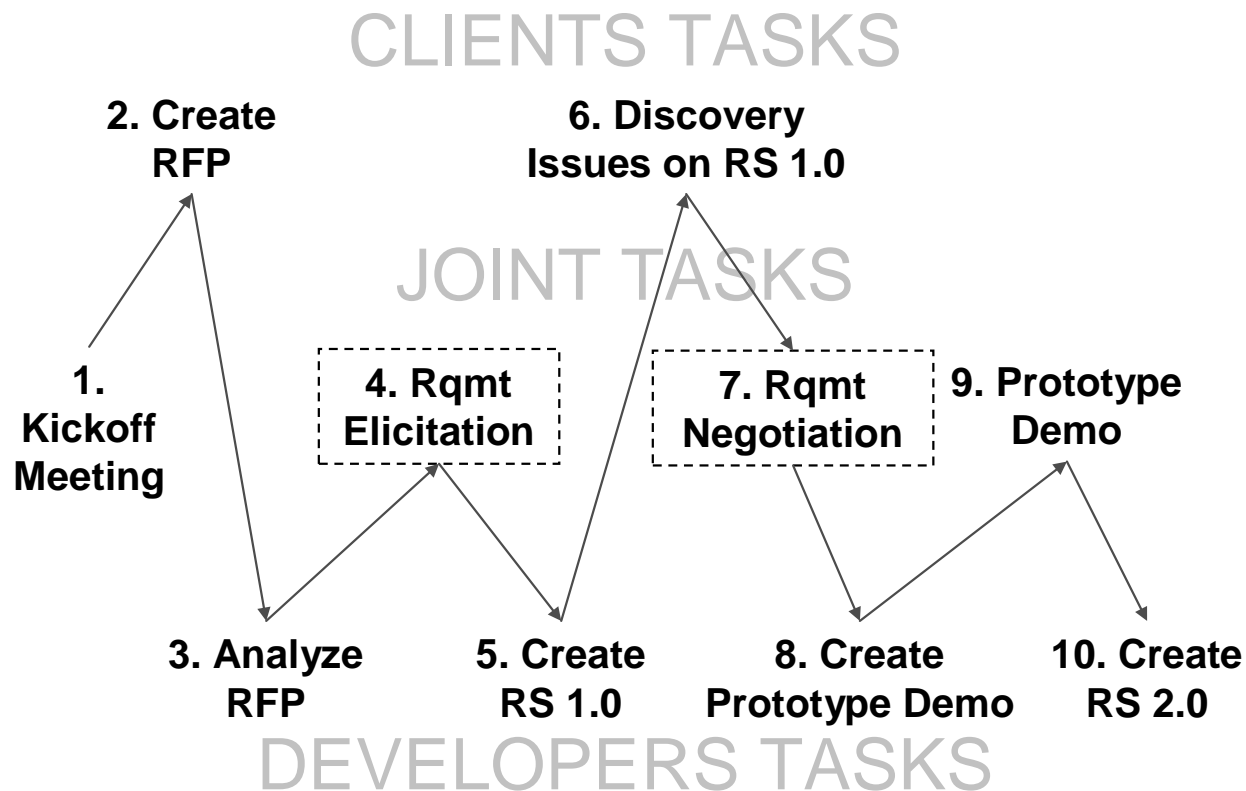 CLIENTS TASKS
2. Create
RFP
6. Discovery
Issues on RS 1.0
JOINT TASKS
1.
Kickoff
Meeting
4. Rqmt
Elicitation
7. Rqmt
Negotiation
9. Prototype
Demo
3. Analyze
RFP
5. Create
RS 1.0
8. Create
Prototype Demo
10. Create
RS 2.0
DEVELOPERS TASKS